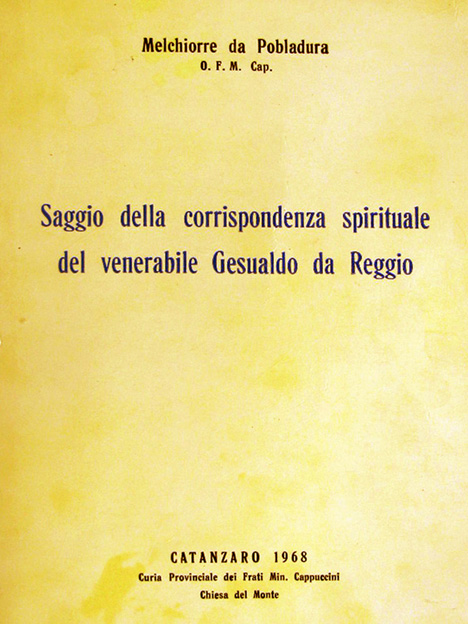 Melchiorre da Pobladura
O. F. M. Cap.
Saggio della corrispondenza spirituale
del venerabile Gesualdo da Reggio
CATANZARO 1968
Curia Provinciale dei Frati Min. Cappuccini
Chiesa del Monte